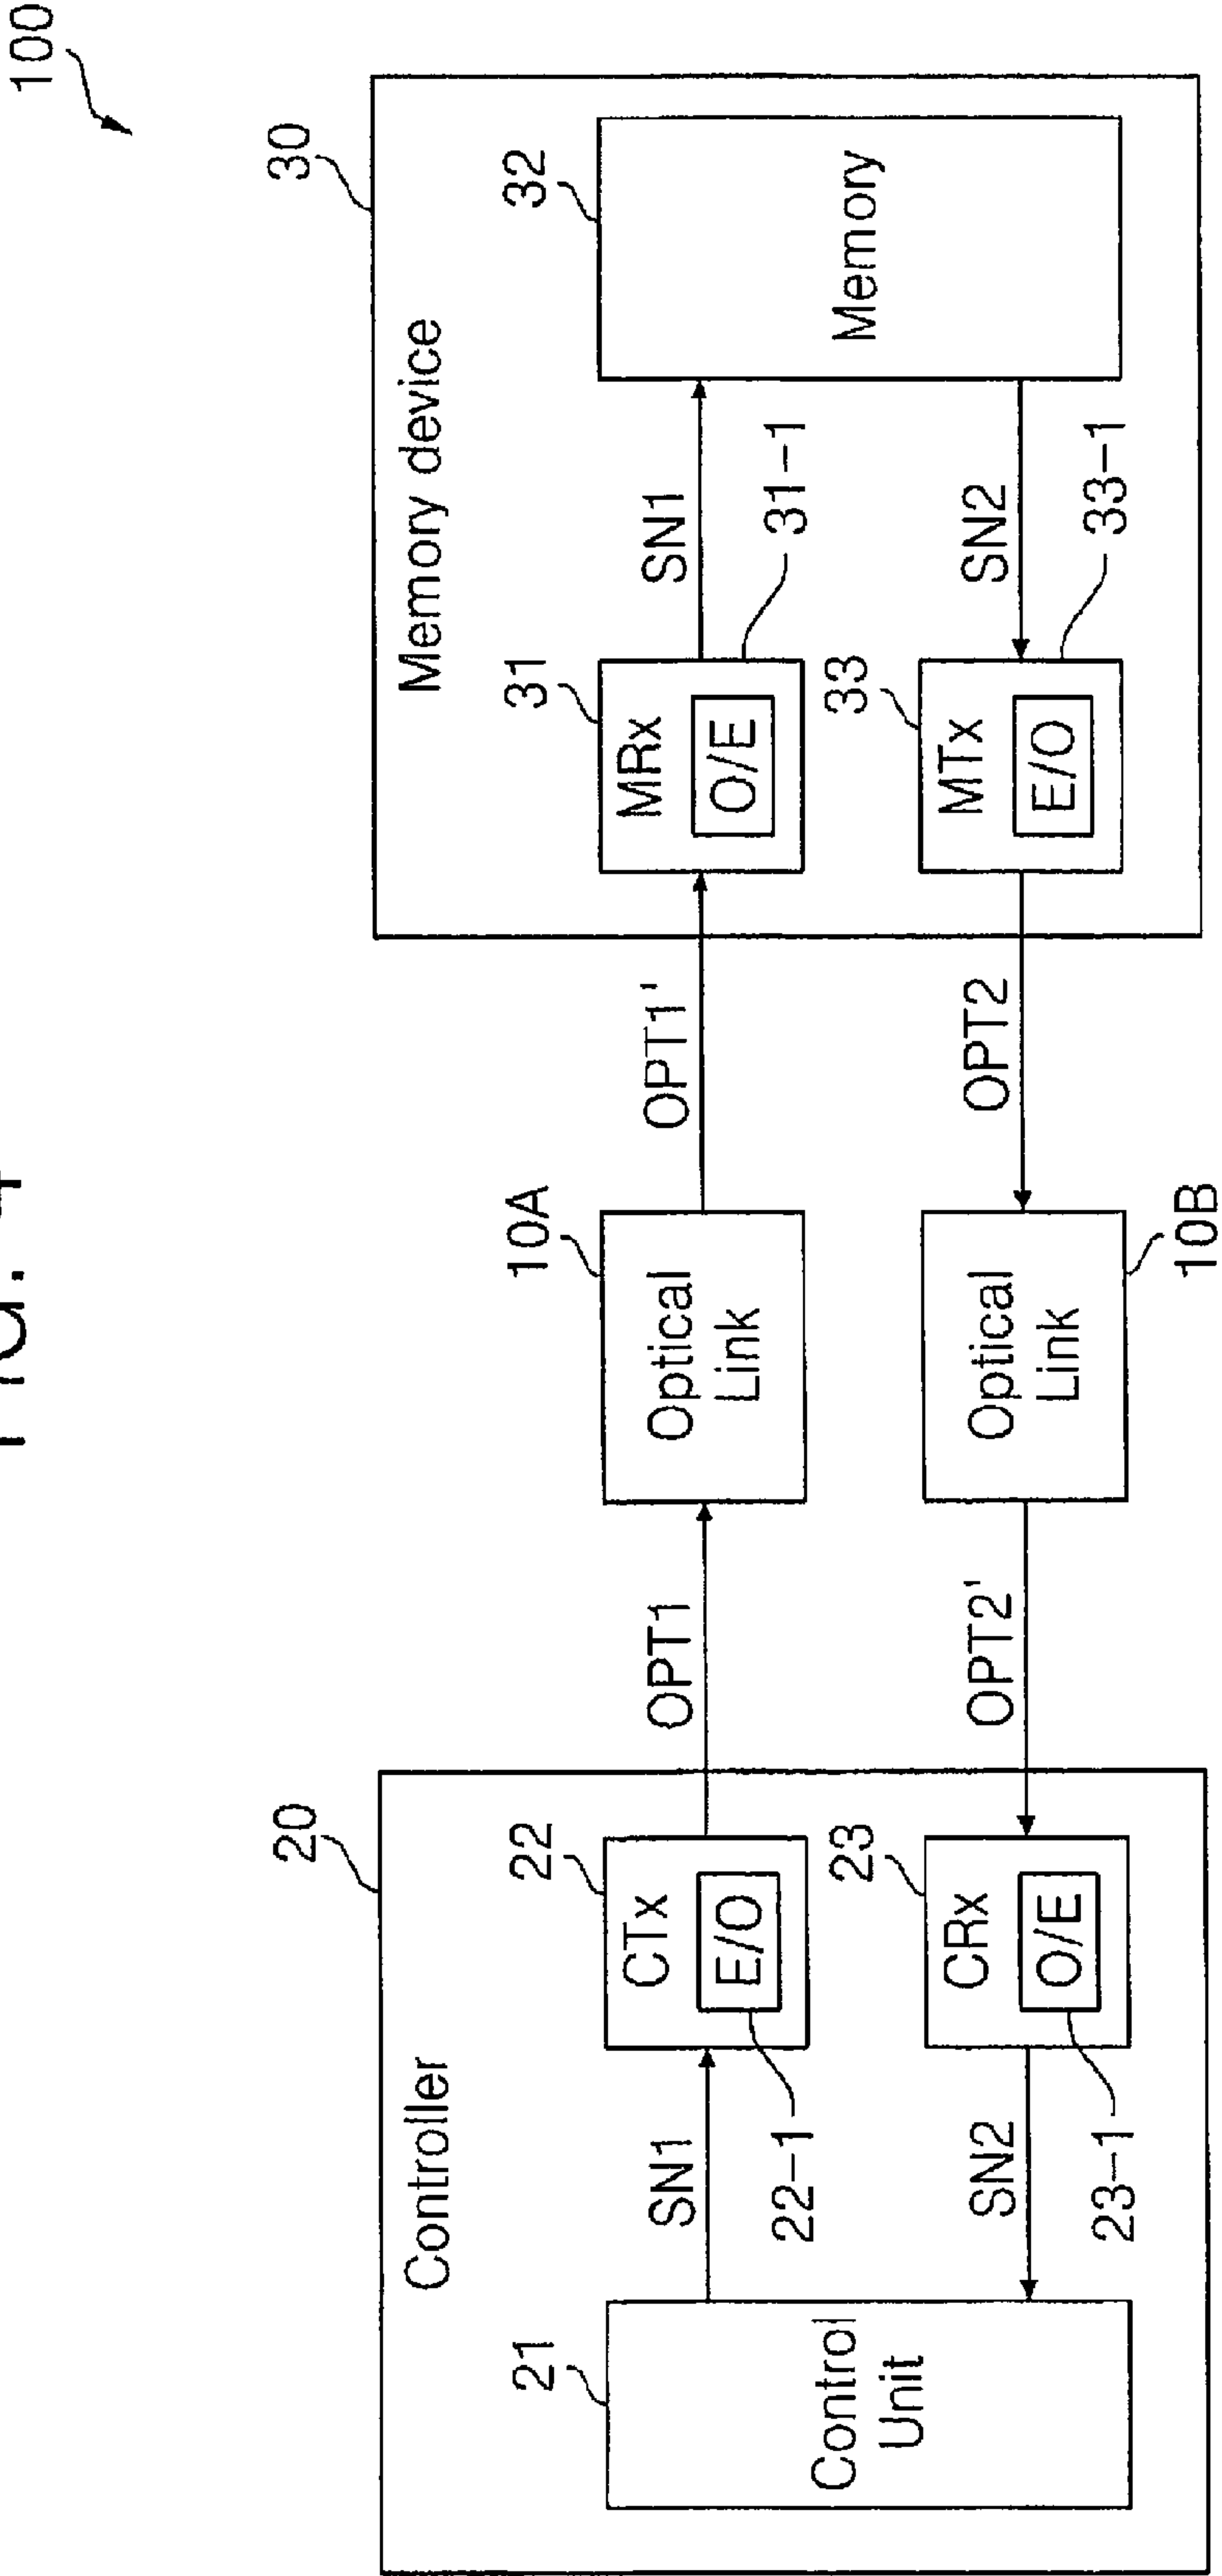 100
20
Controller
21
Control
Unit
SN1
22
CTx
E/O
22-1
SN2
23
CRx
O/E
23-1
OPT1
OPT2'
10A
Optical
Link
Optical
Link
10B
OPT1'
OPT2
30
Memory device
31
MRx
O/E
31-1
SN1
33
MTx
E/O
33-1
SN2
32
Memory